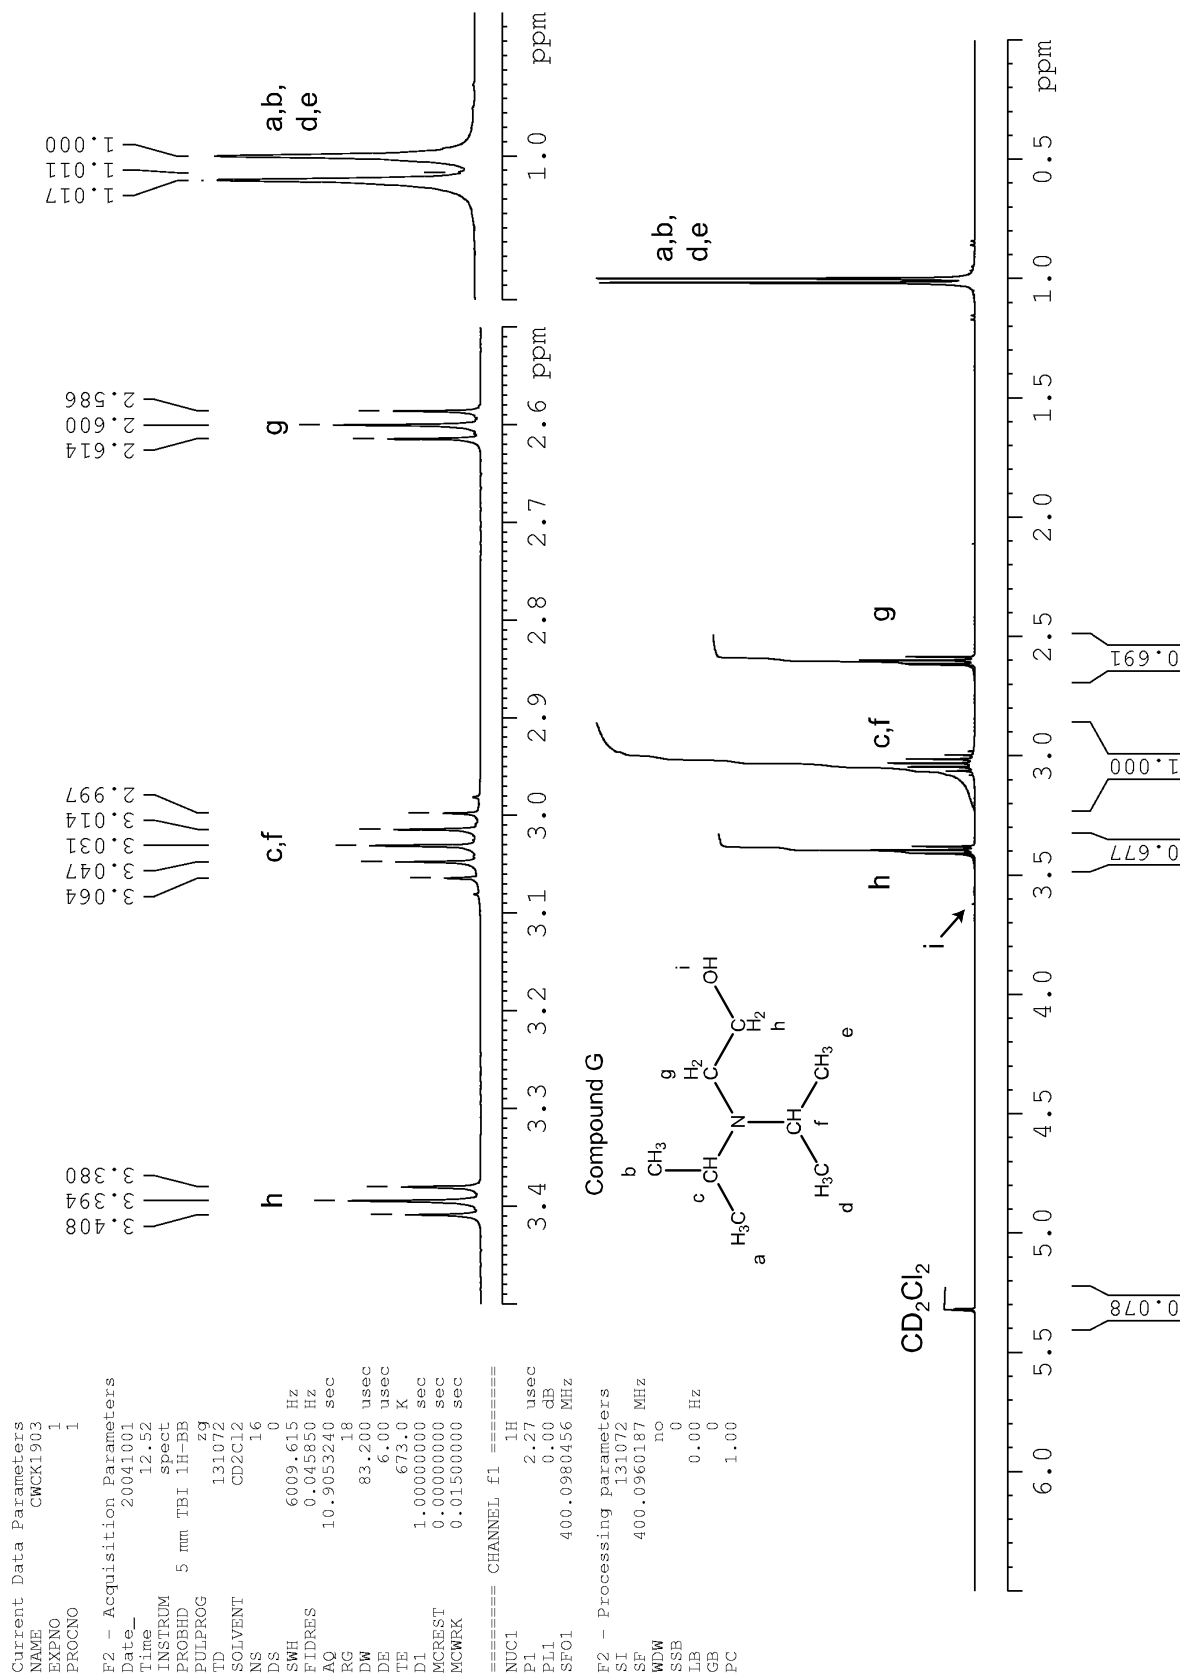 Current Data Parameters
NAME CWCK1903
EXPNO 1
PROCNO 1
F2 - Acquisition Parameters
Date_ 20041001
Time 12.52
INSTRUM spect
PROBHD 5 mm TBI 1H-BB
PULPROG zg
TD 131072
SOLVENT CD2Cl2
NS 16
DS 0
SWH 6009.615 Hz
FIDRES 0.045850 Hz
AQ 10.9053240 sec
RG 18
DW 83.200 usec
DE 6.00 usec
TE 673.0 K
D1 1.00000000 sec
MCREST 0.00000000 sec
MCWRK 0.01500000 sec
======== CHANNEL f1 ========
NUC1 1H
P1 2.27 usec
PL1 0.00 dB
SFO1 400.0980456 MHz
F2 - Processing parameters
SI 131072
SF 400.0960187 MHz
WDW no
SSB 0
LB 0.00 Hz
GB 0
PC 1.00
3.408
3.394
3.380
3.064
3.047
3.031
3.014
2.997
2.614
2.600
2.586
1.017
1.011
1.000
h
c,f
g
a,b,
d,e
3.4 3.3 3.2 3.1 3.0 2.9 2.8 2.7 2.6 ppm
1.0 ppm
Compound G
a
H3C
b
CH3
c
CH
N
g
H2
C
C
H2
h
OH
i
CH
f
H3C
d
CH3
e
CD2Cl2
i
h
c,f
g
a,b,
d,e
6.0 5.5 5.0 4.5 4.0 3.5 3.0 2.5 2.0 1.5 1.0 0.5 ppm
0.078
0.677
1.000
0.691